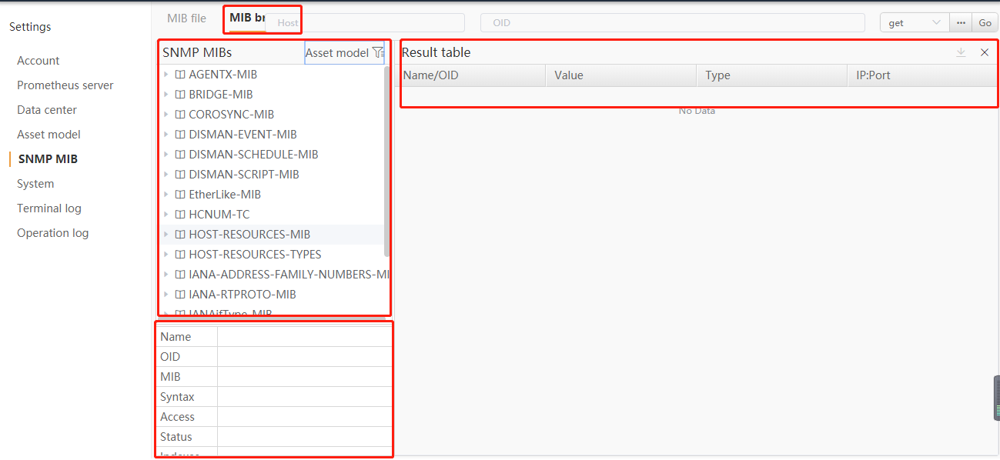 Settings
Account
Prometheus server
Data center
Asset model
SNMP MIB
System
Terminal log
Operation log
MIB file
MIB br
Host
OID
get
···
Go
SNMP MIBs
Asset model
AGENTX-MIB
BRIDGE-MIB
COROSYNC-MIB
DISMAN-EVENT-MIB
DISMAN-SCHEDULE-MIB
DISMAN-SCRIPT-MIB
EtherLike-MIB
HCNUM-TC
HOST-RESOURCES-MIB
HOST-RESOURCES-TYPES
IANA-ADDRESS-FAMILY-NUMBERS-MI
IANA-RTPROTO-MIB
IANAifType-MIB
Name
OID
MIB
Syntax
Access
Status
Indexes
Result table
Name/OID Value Type IP:Port
No Data